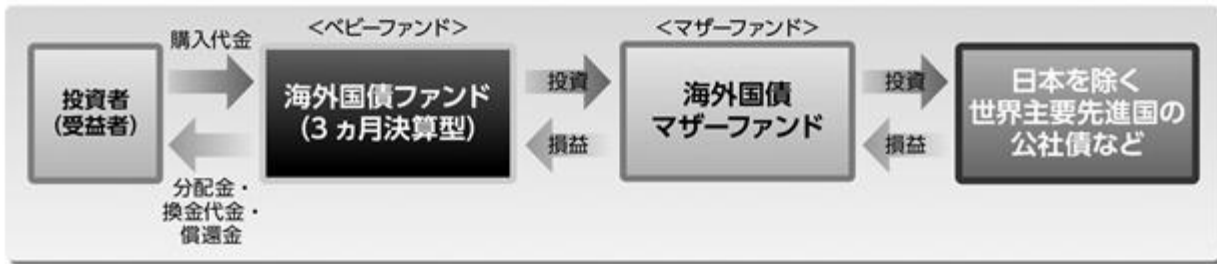 購入代金
投資者
(受益者)
分配金・
換金代金・
償還金
<ベビーファンド>
海外国債ファンド
(3ヵ月決算型)
投資
損益
<マザーファンド>
海外国債
マザーファンド
投資
損益
日本を除く
世界主要先進国の
公社債など